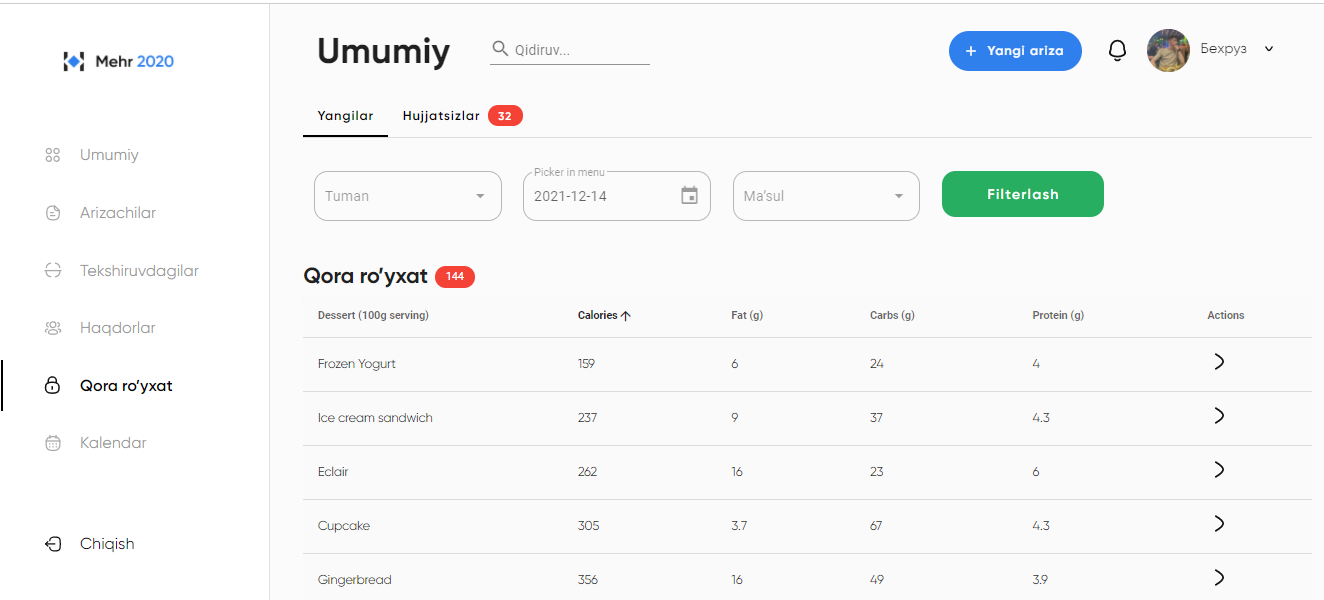 Mehr 2020
Umumiy
Arizachilar
Tekshiruvdagilar
Haqdorlar
Qora ro'yxat
Kalendar
Chiqish
Umumiy Qidiruv... + Yangi ariza Бехруз
Yangilar Hujjatsizlar 32
Tuman
Picker in menu
2021-12-14
Ma'sul
Filterlash
Qora ro'yxat 144
Dessert (100g serving) Calories Fat (g) Carbs (g) Protein (g) Actions
Frozen Yogurt 159 6 24 4
Ice cream sandwich 237 9 37 4.3
Eclair 262 16 23 6
Cupcake 305 3.7 67 4.3
Gingerbread 356 16 49 3.9